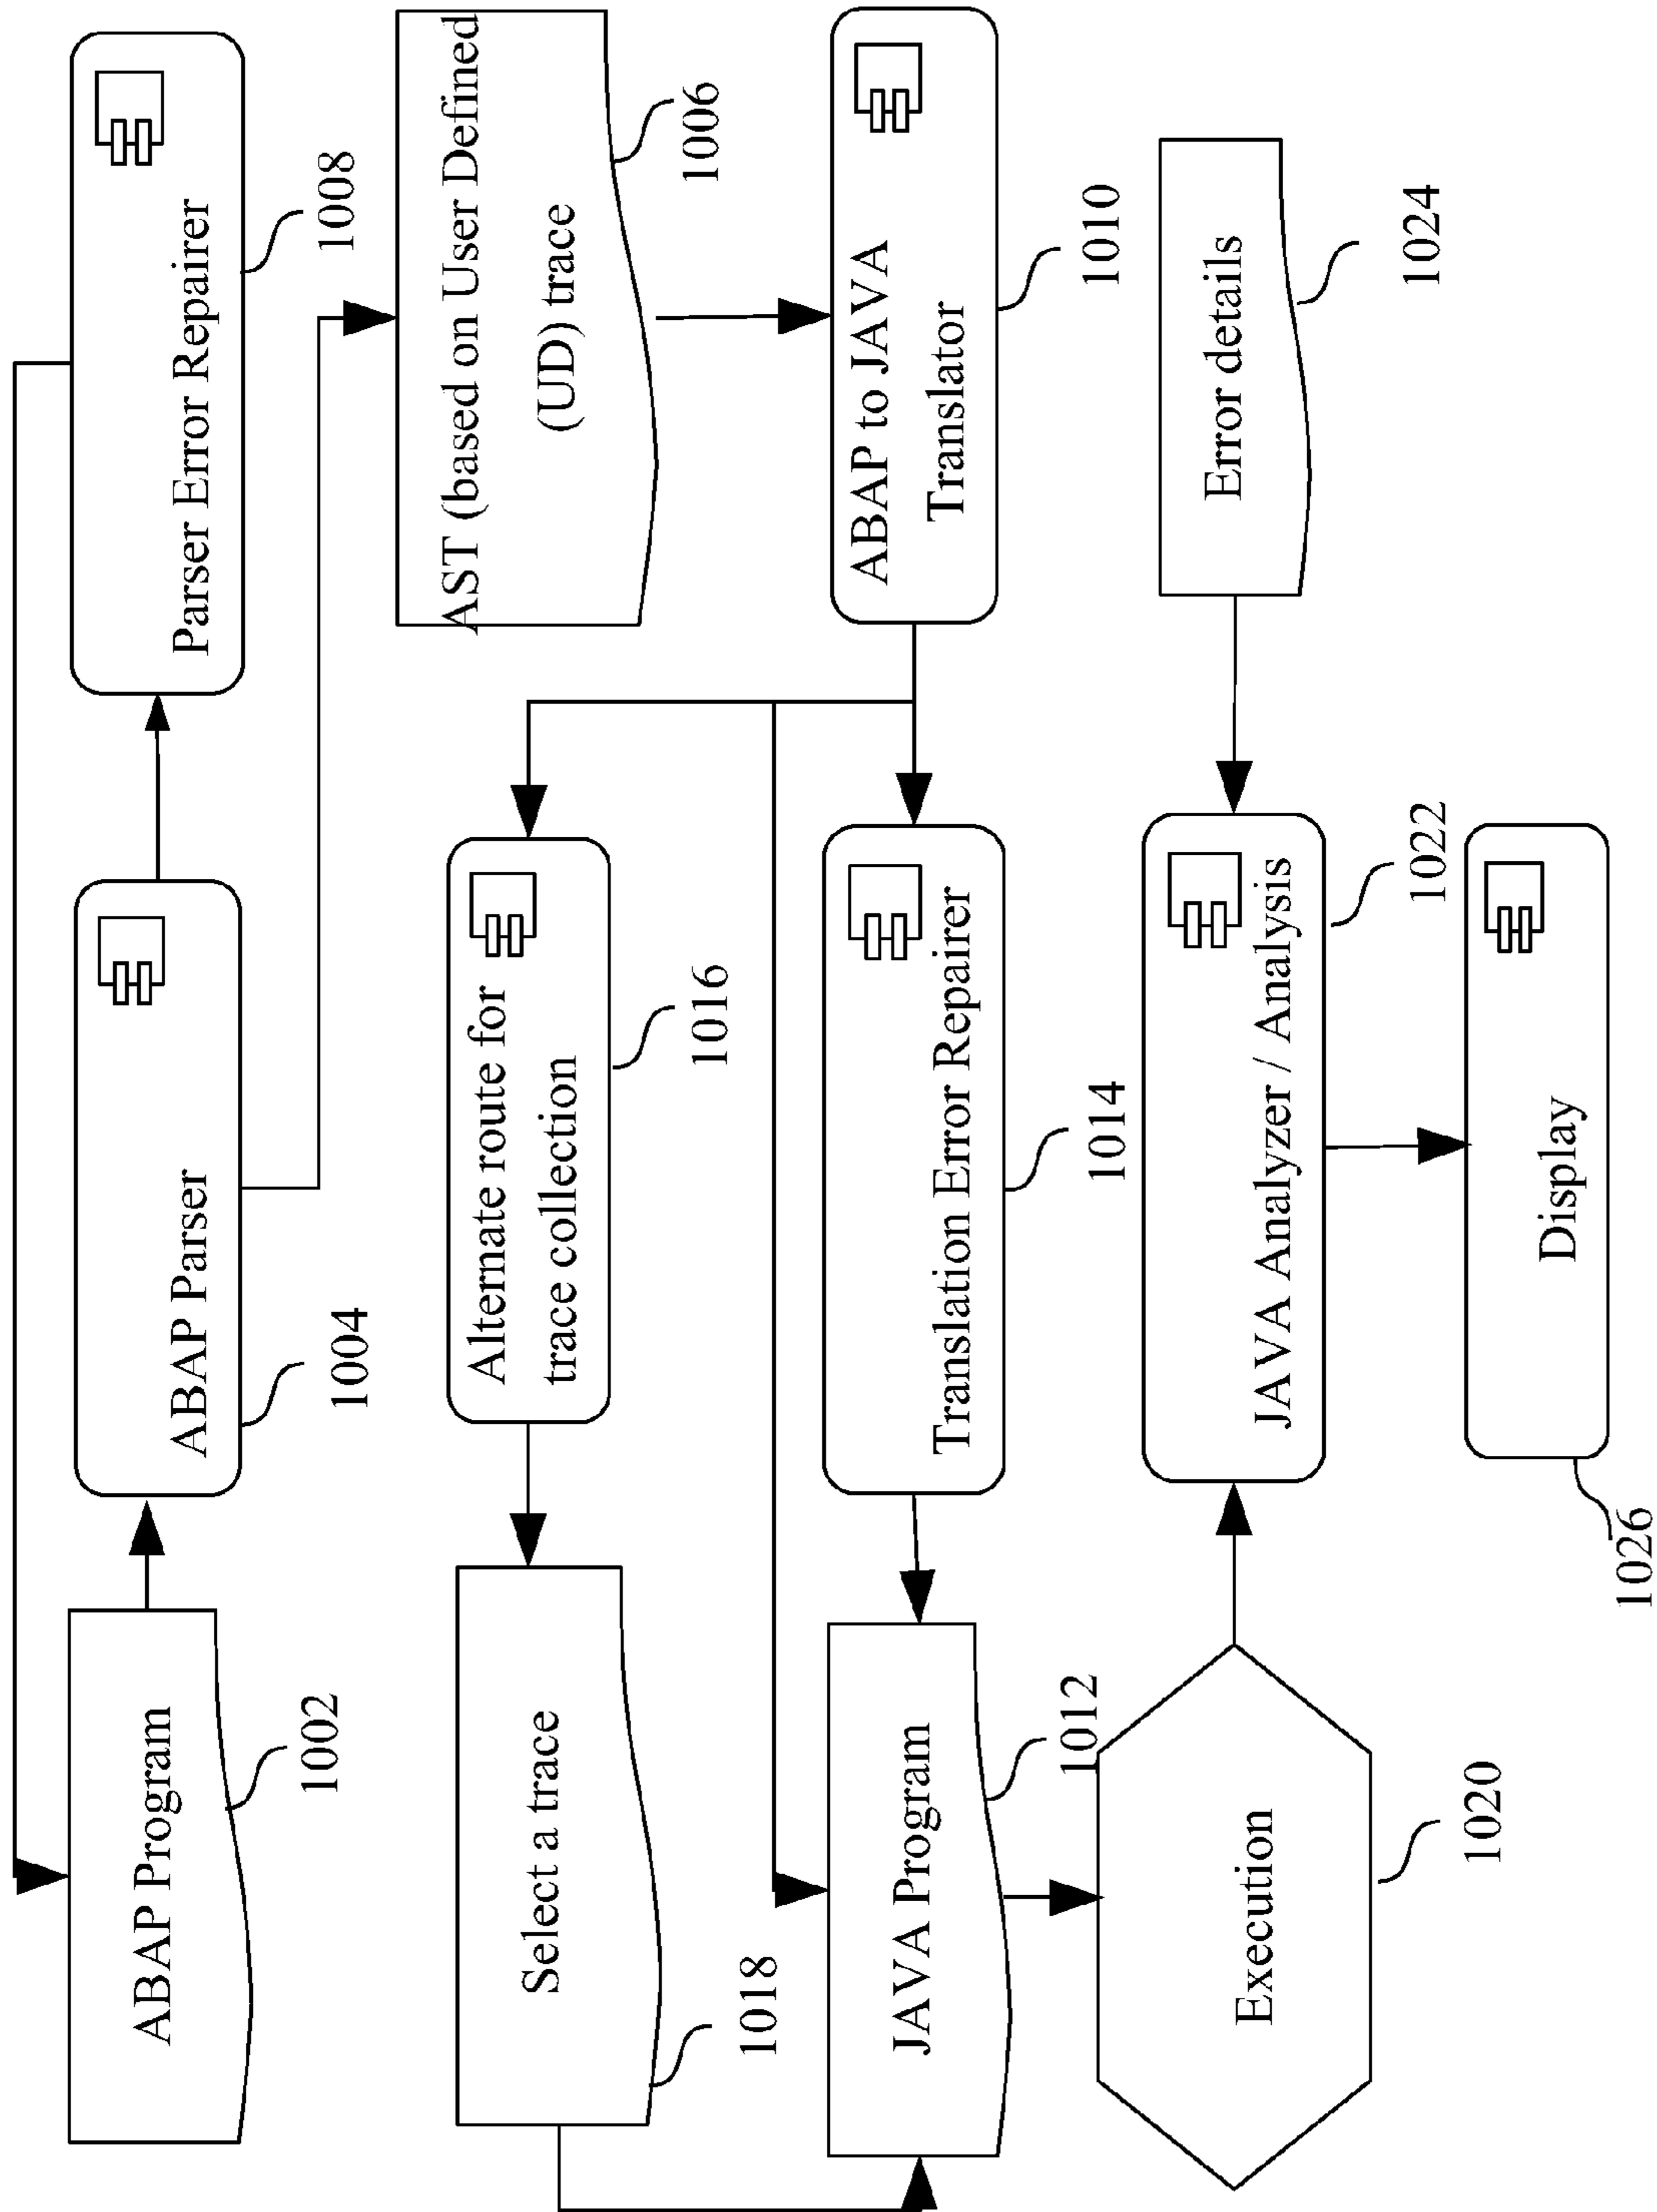 ABAP Program
1002
ABAP Parser
1004
Parser Error Repairer
1008
Select a trace
1018
Alternate route for
trace collection
1016
AST (based on User Defined
(UD) trace
1006
JAVA Program
1012
Translation Error Repairer
1014
ABAP to JAVA
Translator
1010
Execution
1020
JAVA Analyzer / Analysis
1022
Error details
1024
Display
1026